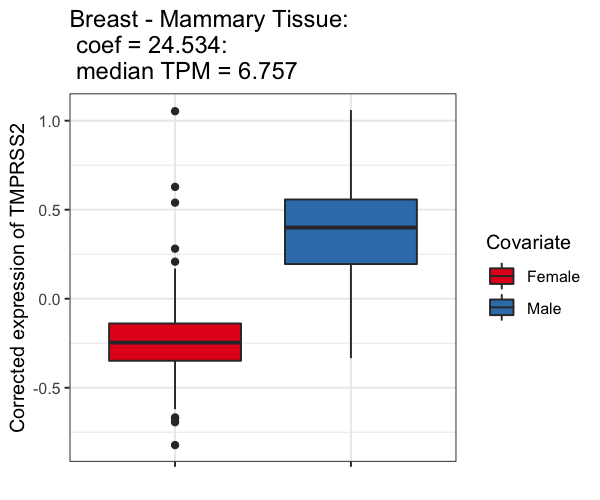 Breast - Mammary Tissue:
coef = 24.534:
median TPM = 6.757
Corrected expression of TMPRSS2
1.0
0.5
0.0
-0.5
Covariate
Female
Male